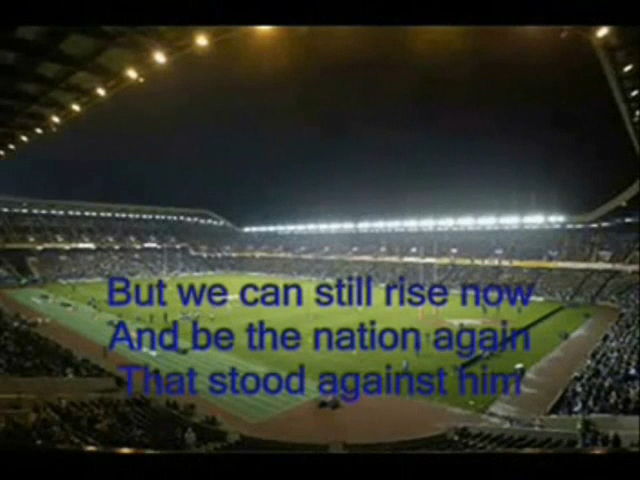 But we can still rise now
And be the nation again
That stood against him